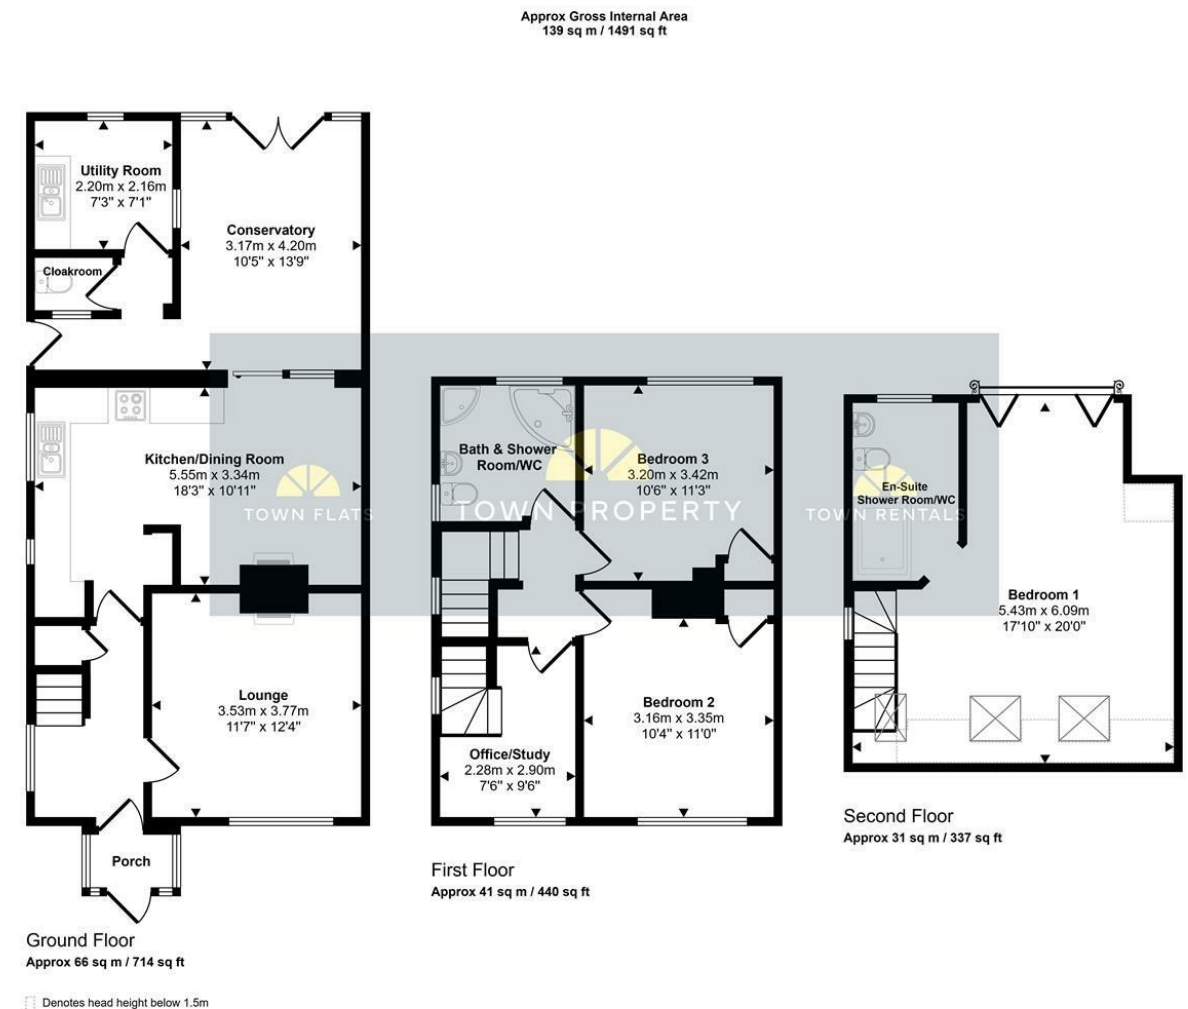 Approx Gross Internal Area
139 sq m / 1491 sq ft
Utility Room
2.20m x 2.16m
7'3" x 7'1"
Conservatory
3.17m x 4.20m
10'5" x 13'9"
Cloakroom
Kitchen/Dining Room
5.55m x 3.34m
18'3" x 10'11"
TOWN FLATS
Lounge
3.53m x 3.77m
11'7" x 12'4"
Porch
Ground Floor
Approx 66 sq m / 714 sq ft
Denotes head height below 1.5m
Bath & Shower
Room/WC
Bedroom 3
3.20m x 3.42m
10'6" x 11'3"
TOWN PROPERTY
Bedroom 2
3.16m x 3.35m
10'4" x 11'0"
Office/Study
2.28m x 2.90m
7'6" x 9'6"
First Floor
Approx 41 sq m / 440 sq ft
En-Suite
Shower Room/WC
TOWN RENTALS
Bedroom 1
5.43m x 6.09m
17'10" x 20'0"
Second Floor
Approx 31 sq m / 337 sq ft